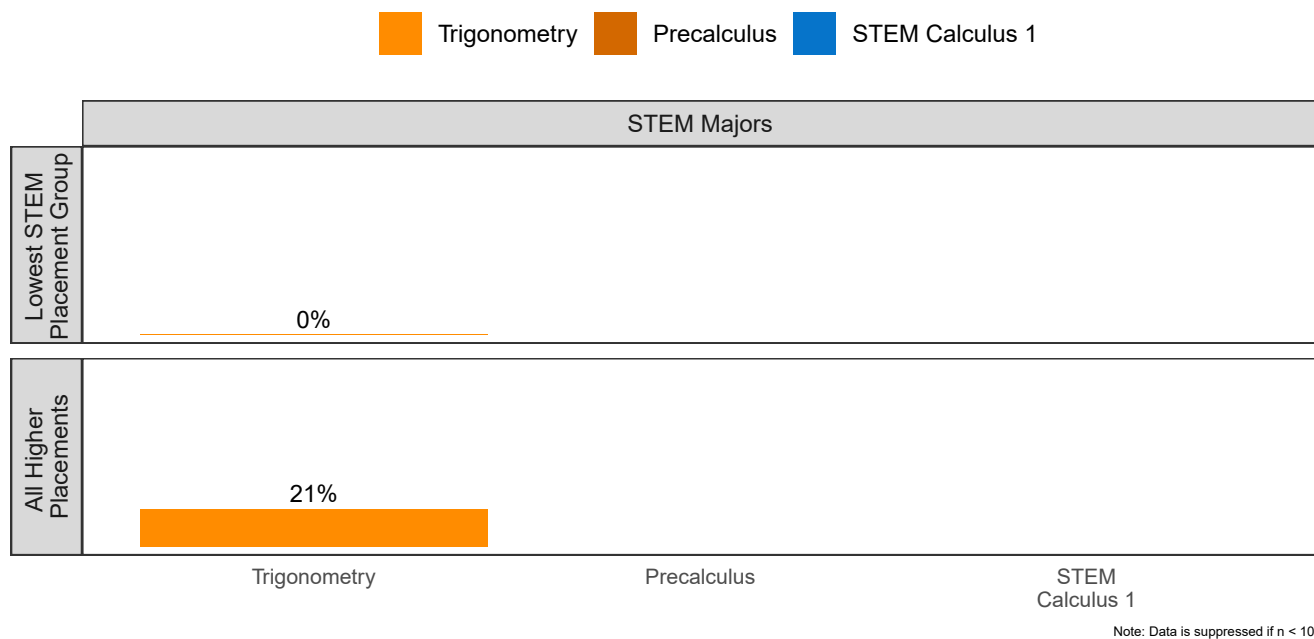 Trigonometry Precalculus STEM Calculus 1
STEM Majors
Lowest STEM
Placement Group
0%
All Higher
Placements
21%
Trigonometry Precalculus STEM
Calculus 1
Note: Data is suppressed if n < 10